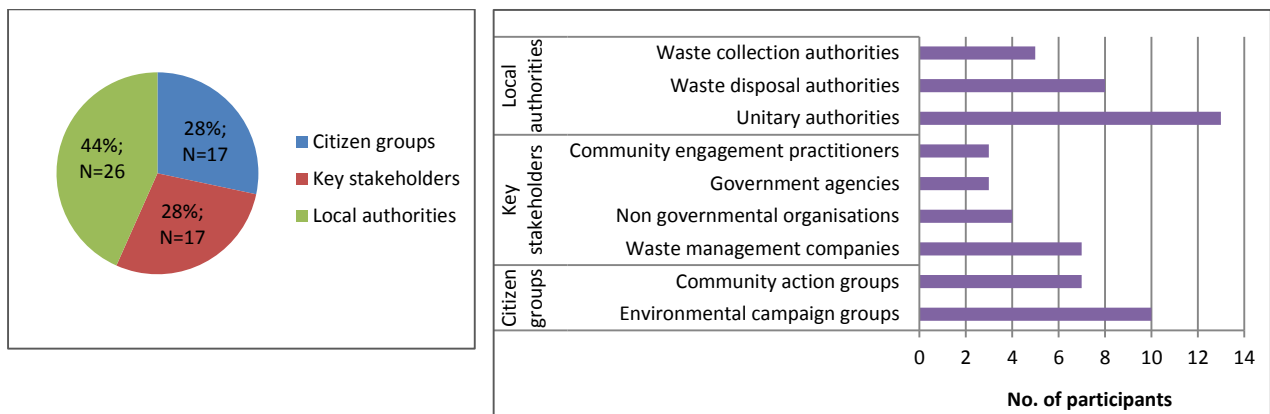 44%;
N=26
28%;
N=17
28%;
N=17
Citizen groups
Key stakeholders
Local authorities
Local
authorities
Waste collection authorities
Waste disposal authorities
Unitary authorities
Key
stakeholders
Community engagement practitioners
Government agencies
Non governmental organisations
Waste management companies
Citizen
groups
Community action groups
Environmental campaign groups
0 2 4 6 8 10 12 14
No. of participants